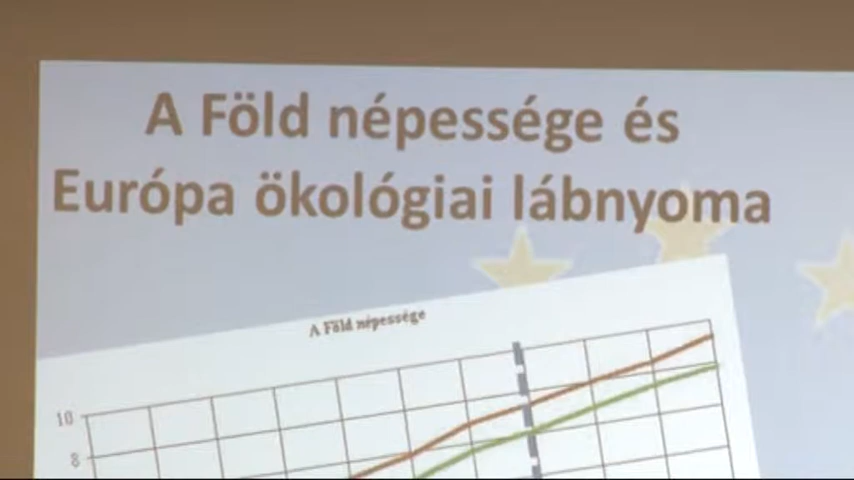 A Föld népessége és
Európa ökológiai lábnyoma
A Föld népessége
10
8